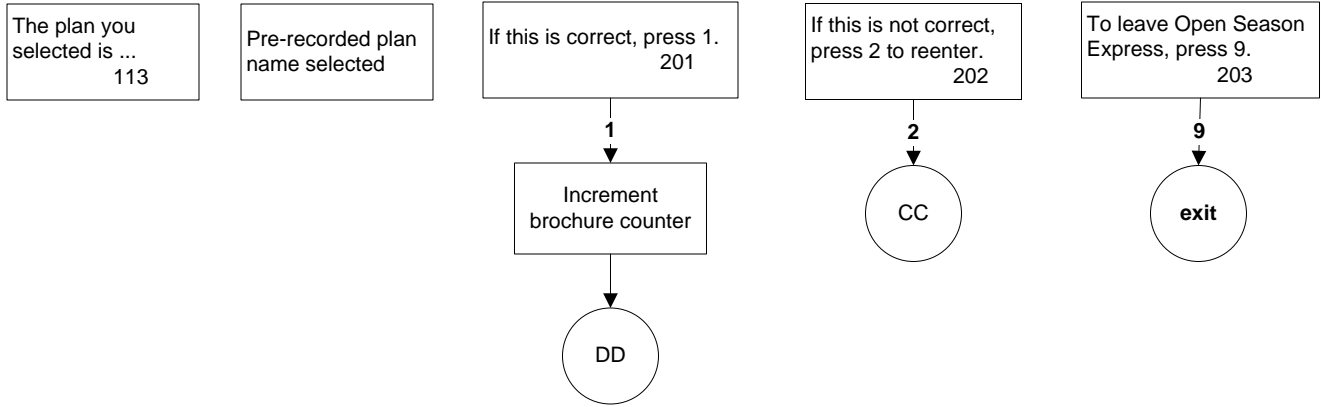 The plan you
selected is ...
113
Pre-recorded plan
name selected
If this is correct, press 1.
201
If this is not correct,
press 2 to reenter.
202
To leave Open Season
Express, press 9.
203
1
2
9
Increment
brochure counter
CC
exit
DD